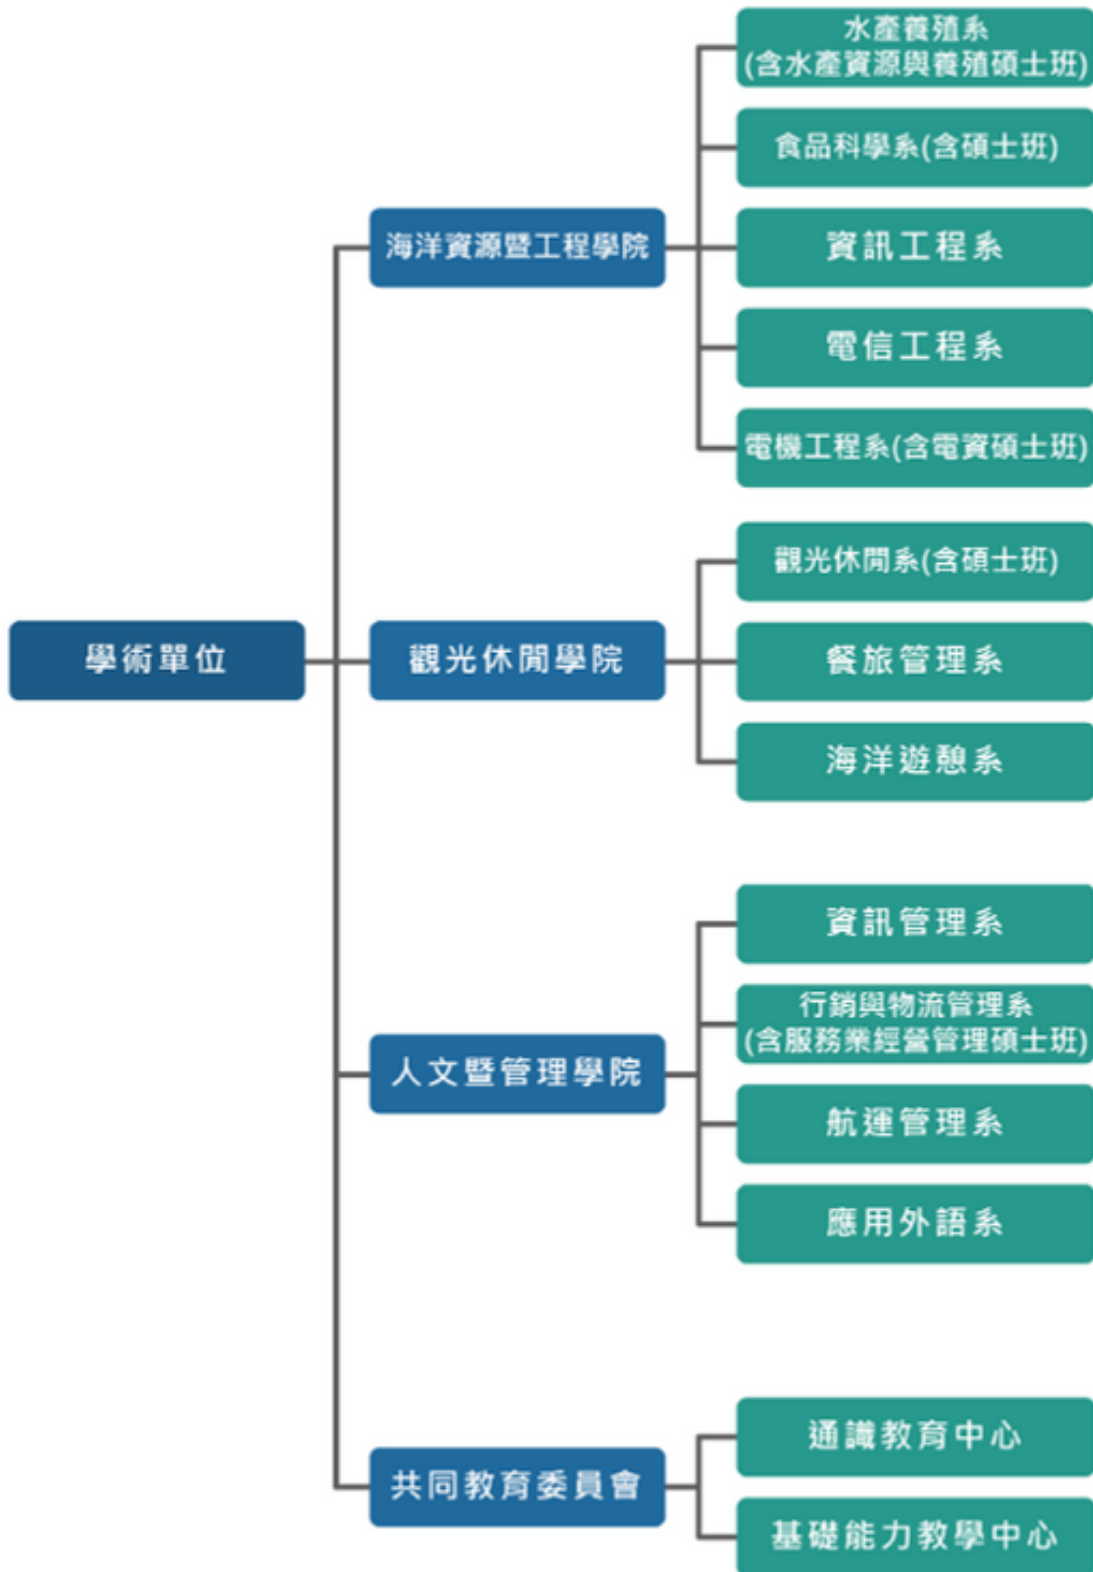 學術單位
海洋資源暨工程學院
水產養殖系
(含水產資源與養殖碩士班)
食品科學系(含碩士班)
資訊工程系
電信工程系
電機工程系(含電資碩士班)
觀光休閒學院
觀光休閒系(含碩士班)
餐旅管理系
海洋遊憩系
人文暨管理學院
資訊管理系
行銷與物流管理系
(含服務業經營管理碩士班)
航運管理系
應用外語系
共同教育委員會
通識教育中心
基礎能力教學中心